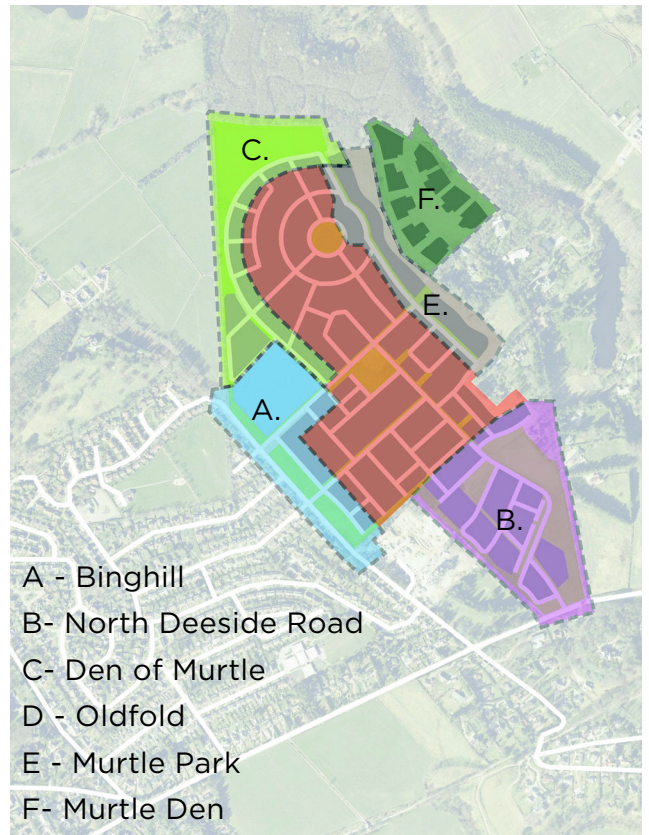 C.
F.
E.
A.
B.
A - Binghill
B- North Deeside Road
C- Den of Murtle
D - Oldfold
E - Murtle Park
F- Murtle Den